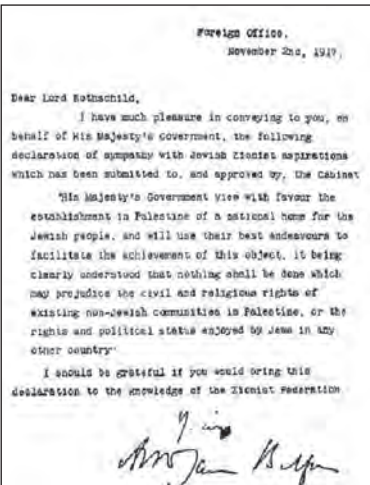 Foreign Office,
November 2nd, 1917.
Dear Lord Rothschild,
I have much pleasure in conveying to you, on
behalf of His Majesty's Government, the following
declaration of sympathy with Jewish Zionist aspirations
which has been submitted to, and approved by, the Cabinet
"His Majesty's Government view with favour the
establishment in Palestine of a national home for the
Jewish people, and will use their best endeavours to
facilitate the achievement of this object, it being
clearly understood that nothing shall be done which
may prejudice the civil and religious rights of
existing non-Jewish communities in Palestine, or the
rights and political status enjoyed by Jews in any
other country"
I should be grateful if you would bring this
declaration to the knowledge of the Zionist Federation